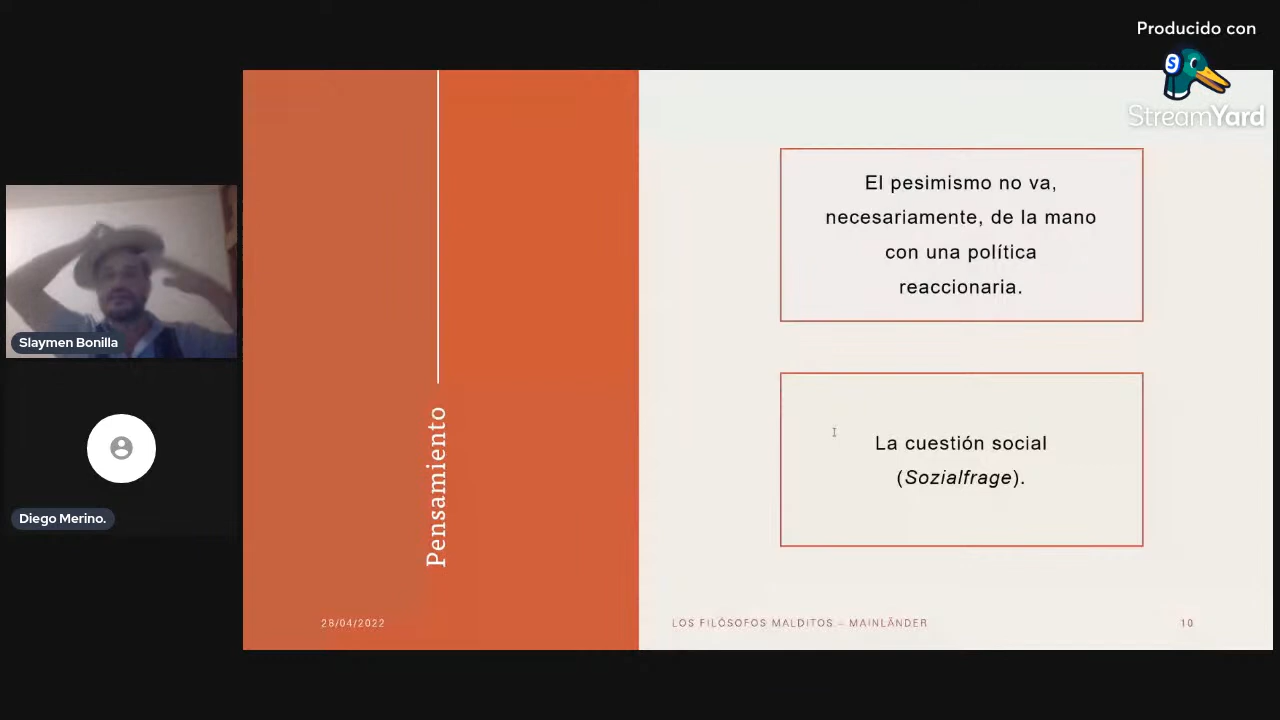 Producido con
StreamYard
El pesimismo no va,
necesariamente, de la mano
con una política
reaccionaria.
Slaymen Bonilla
La cuestión social
(Sozialfrage).
Pensamiento
Diego Merino.
28/04/2022
LOS FILÓSOFOS MALDITOS – MAINLÄNDER
10